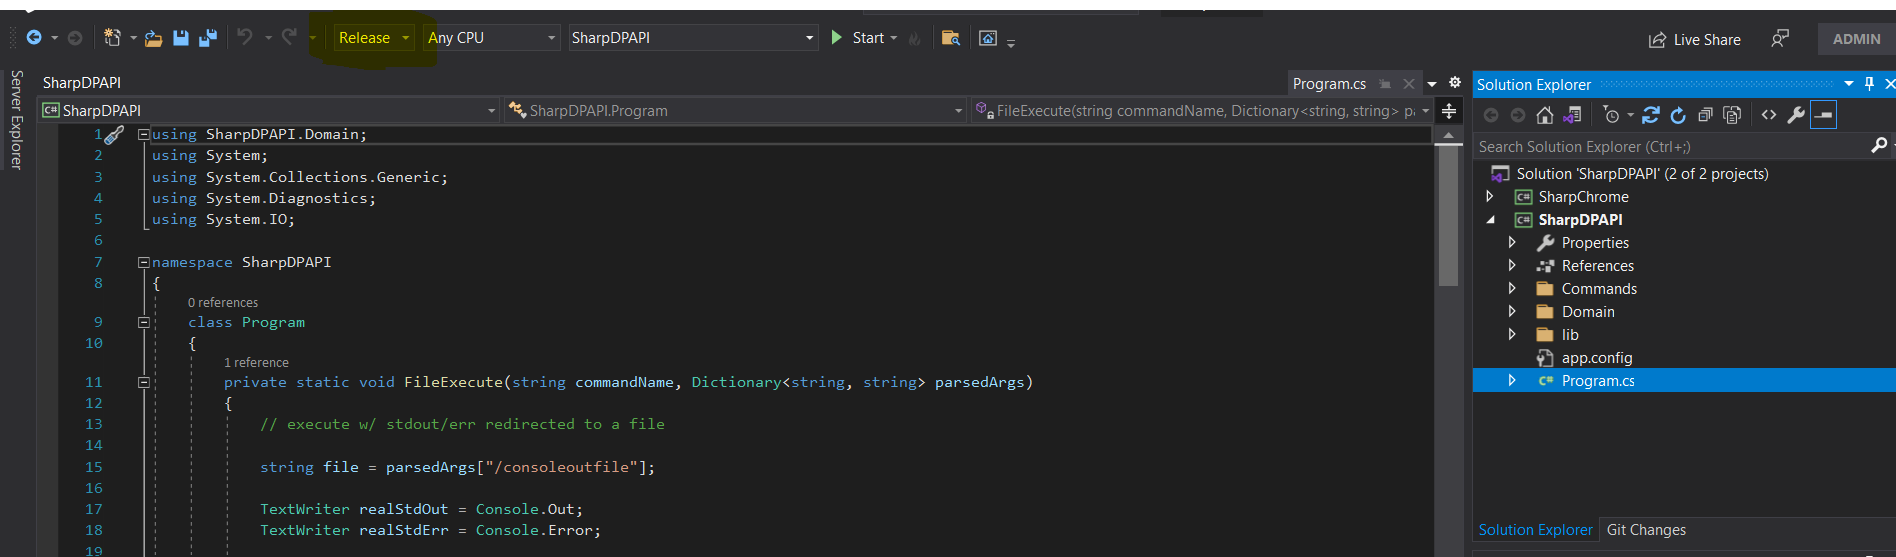 Release Any CPU SharpDPAPI Start Live Share ADMIN
Server Explorer
SharpDPAPI Program.cs
SharpDPAPI SharpDPAPI.Program FileExecute(string commandName, Dictionary<string, string> p
1 using SharpDPAPI.Domain;
2 using System;
3 using System.Collections.Generic;
4 using System.Diagnostics;
5 using System.IO;
6
7 namespace SharpDPAPI
8 {
0 references
9 class Program
10 {
1 reference
11 private static void FileExecute(string commandName, Dictionary<string, string> parsedArgs)
12 {
13 // execute w/ stdout/err redirected to a file
14
15 string file = parsedArgs["/consoleoutfile"];
16
17 TextWriter realStdOut = Console.Out;
18 TextWriter realStdErr = Console.Error;
19
Solution Explorer
Search Solution Explorer (Ctrl+;)
Solution 'SharpDPAPI' (2 of 2 projects)
C# SharpChrome
C# SharpDPAPI
Properties
References
Commands
Domain
lib
app.config
C# Program.cs
Solution Explorer Git Changes